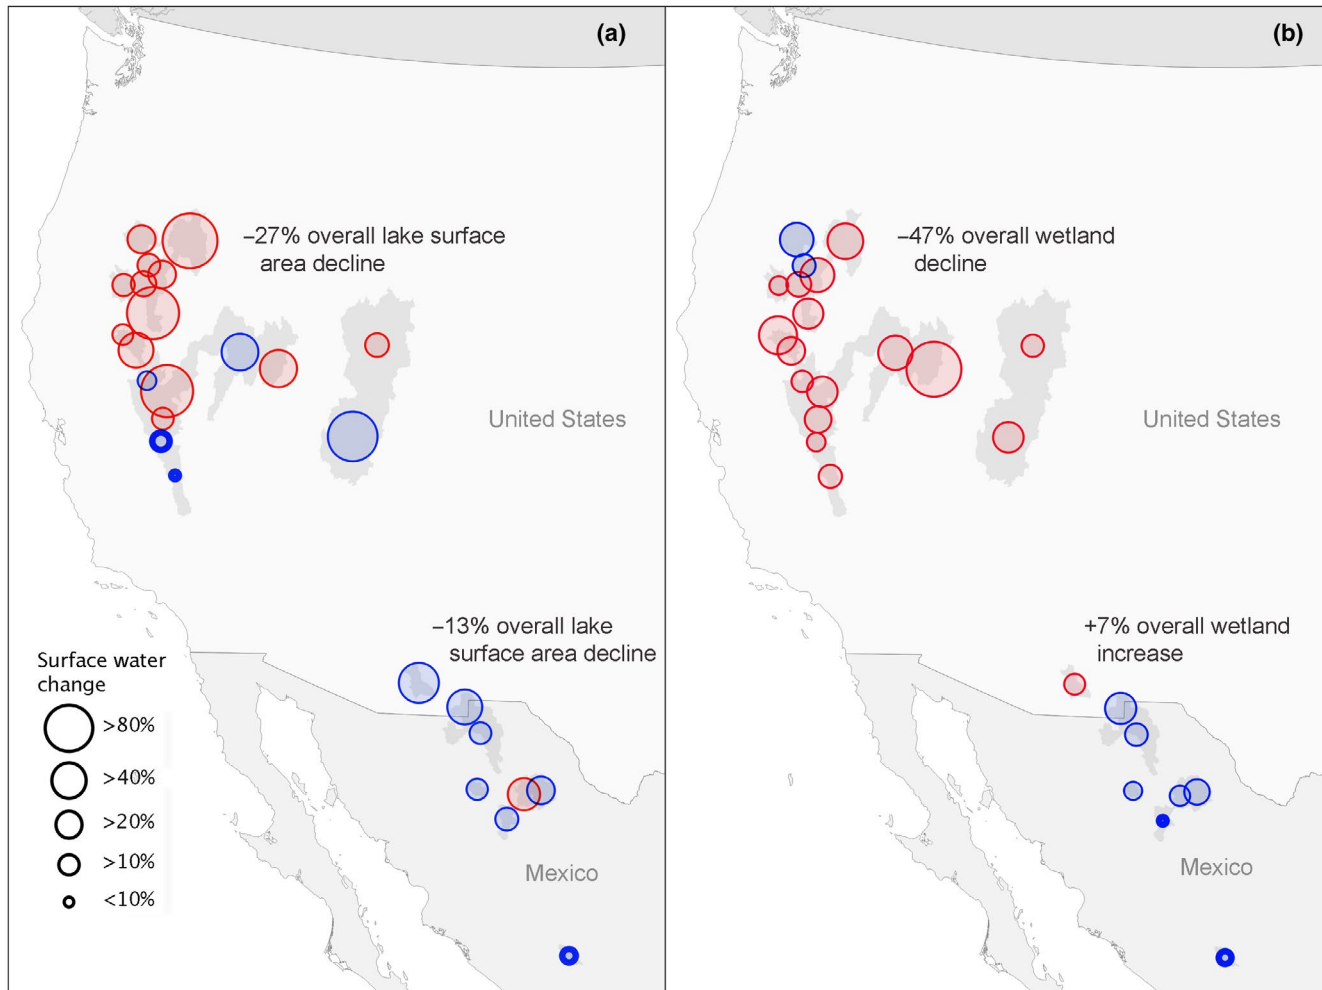 (a)
–27% overall lake surface
area decline
United States
–13% overall lake
surface area decline
Surface water
change
>80%
>40%
>20%
>10%
<10%
Mexico
(b)
–47% overall wetland
decline
United States
+7% overall wetland
increase
Mexico